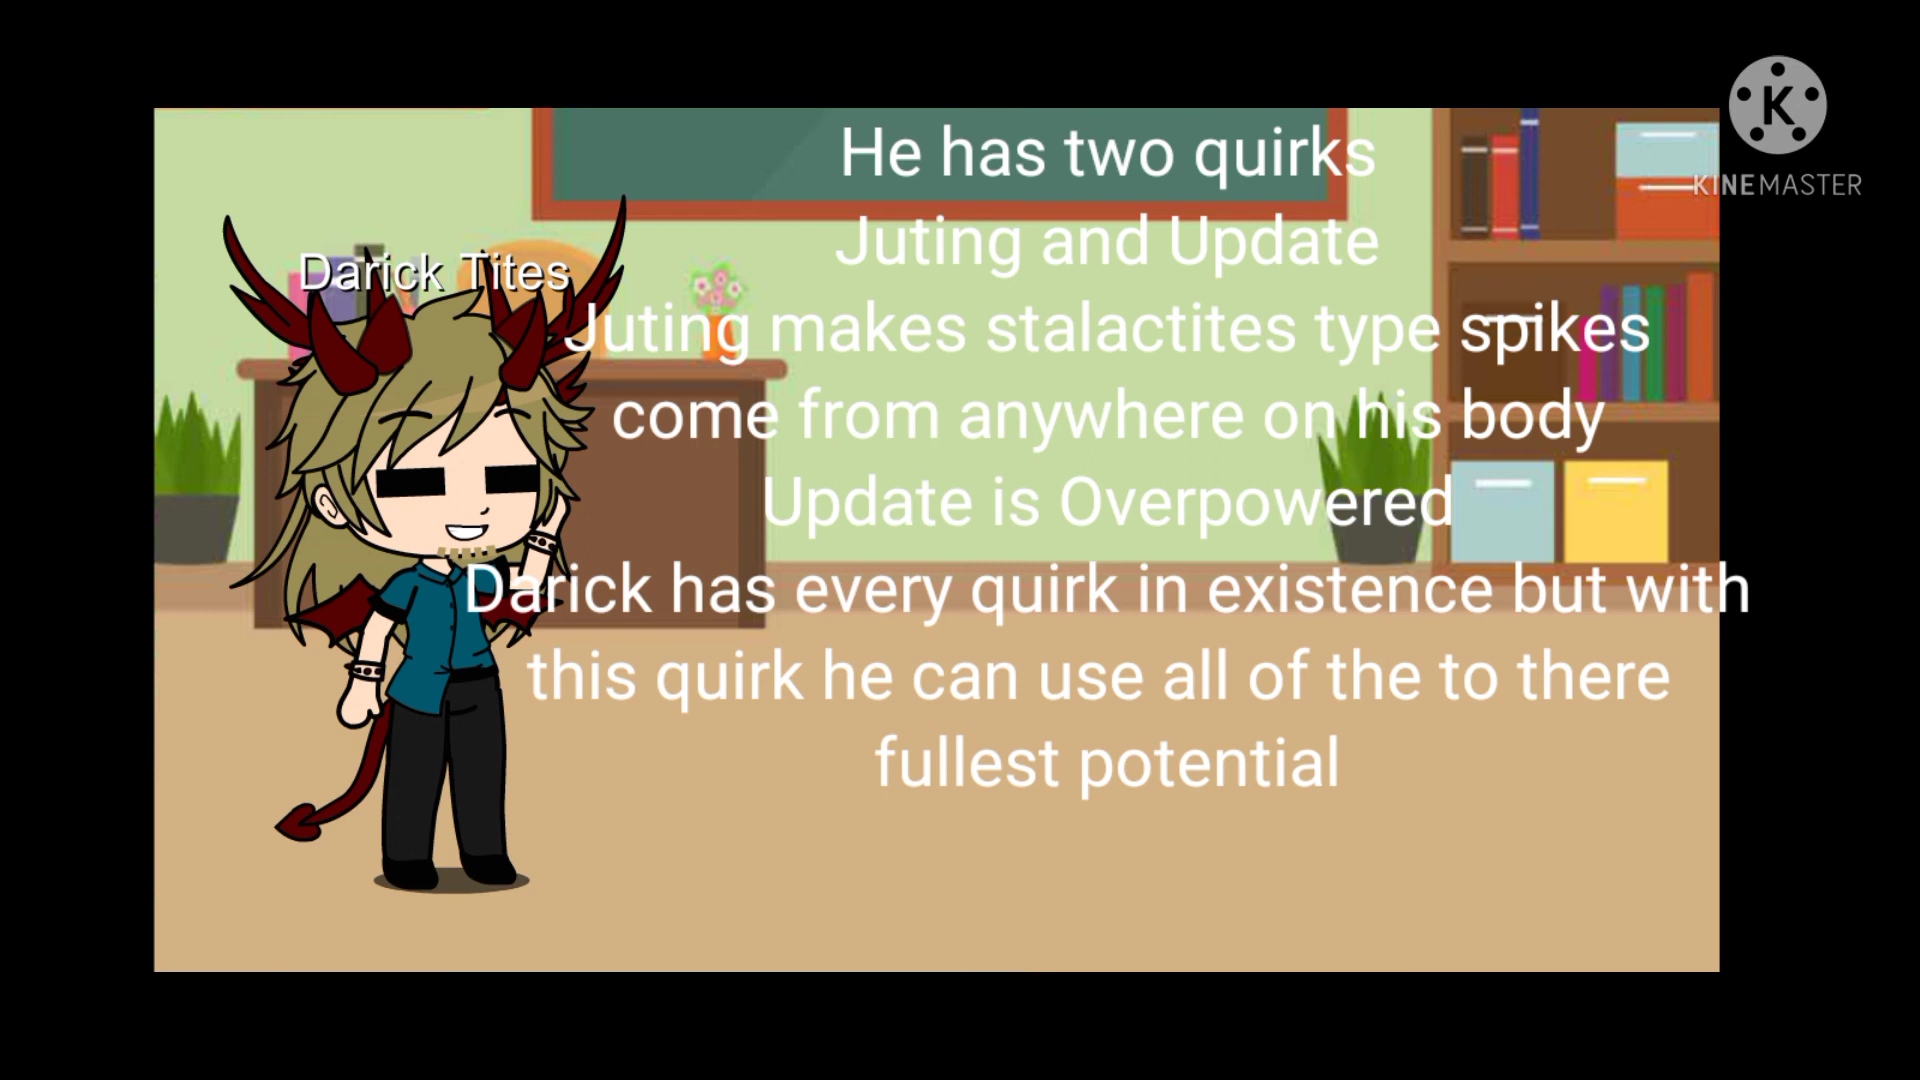 He has two quirks
Juting and Update
Juting makes stalactites type spikes
come from anywhere on his body
Update is Overpowered
Darick has every quirk in existence but with
this quirk he can use all of the to there
fullest potential
Darick Tites
K
KINEMASTER